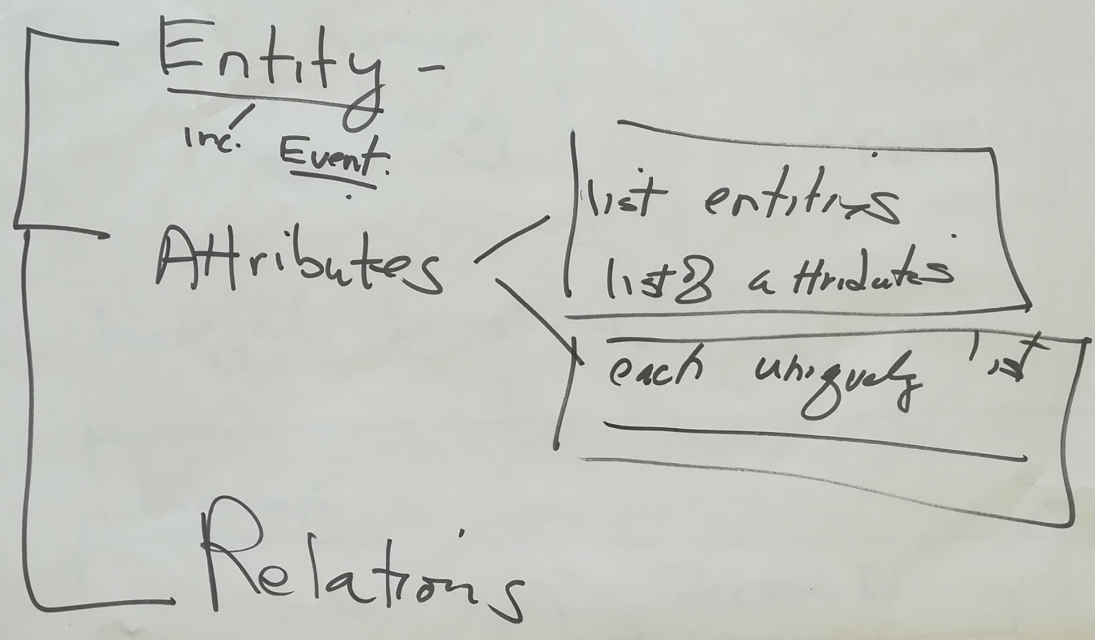 Entity -
inc. Event.
Attributes
list entities
list & attributes
each uniquely list
Relations